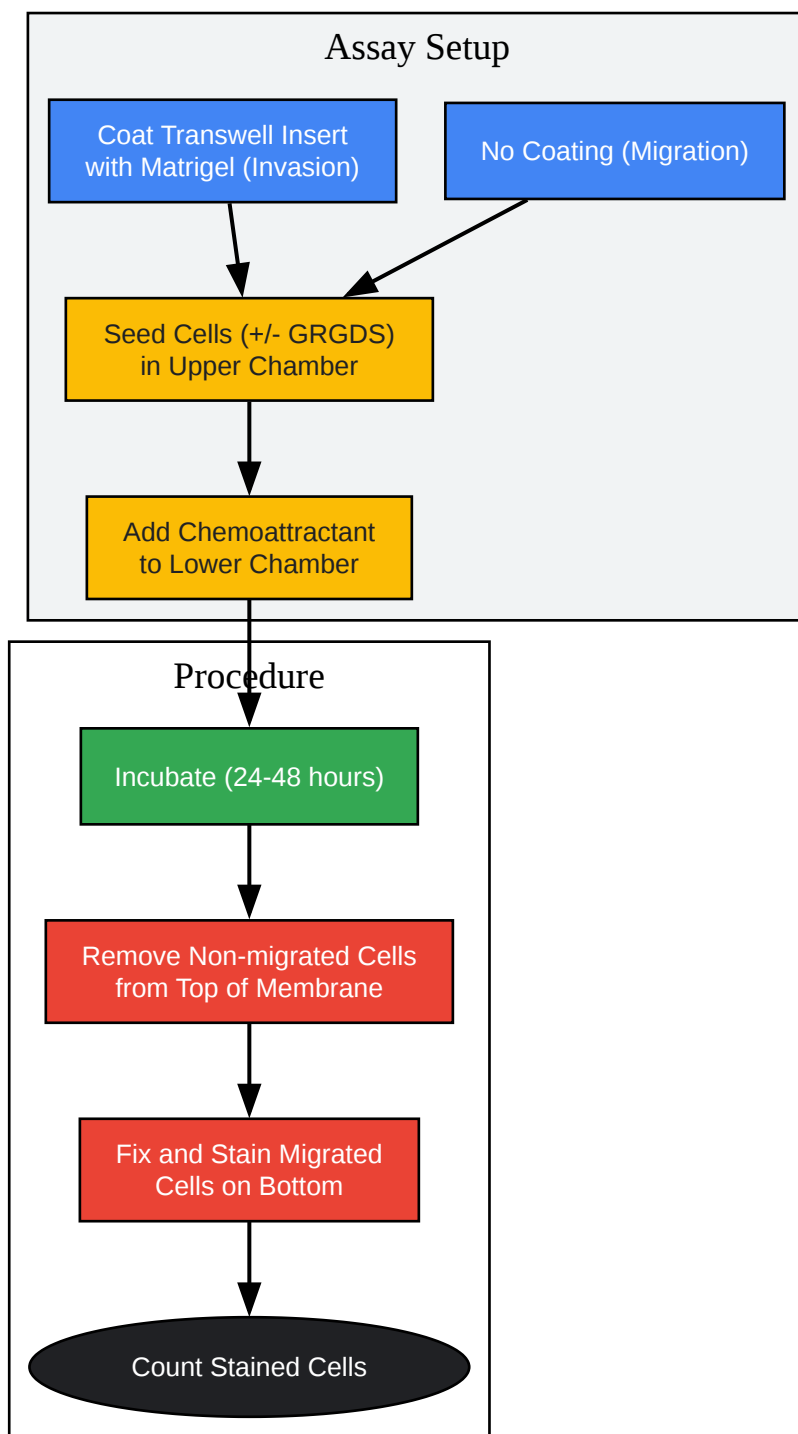 Assay Setup
Coat Transwell Insert
with Matrigel (Invasion)
No Coating (Migration)
Seed Cells (+/- GRGDS)
in Upper Chamber
Add Chemoattractant
to Lower Chamber
Procedure
Incubate (24-48 hours)
Remove Non-migrated Cells
from Top of Membrane
Fix and Stain Migrated
Cells on Bottom
Count Stained Cells